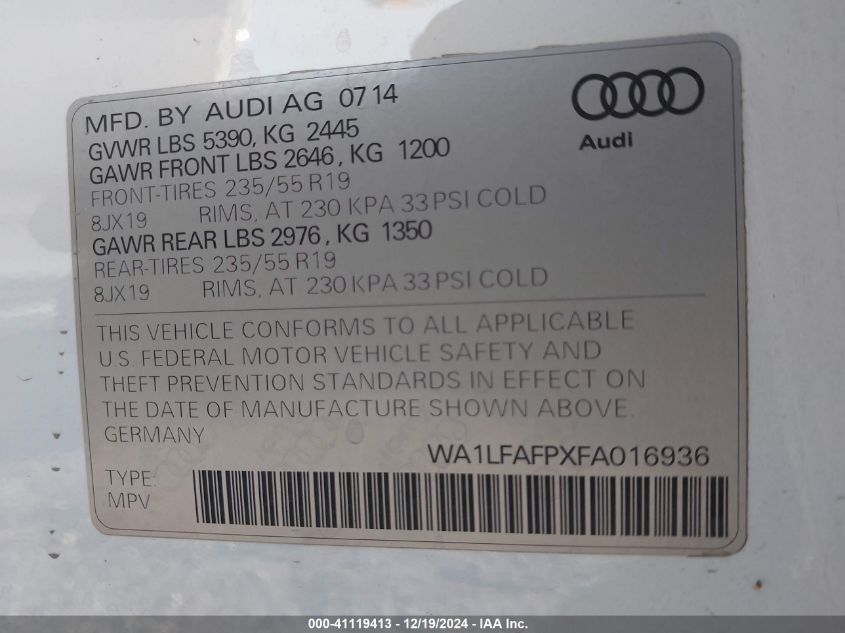 MFD. BY AUDI AG 07 14
GVWR LBS 5390, KG 2445
GAWR FRONT LBS 2646, KG 1200
FRONT-TIRES 235/55 R19
8JX19 RIMS, AT 230 KPA 33 PSI COLD
GAWR REAR LBS 2976, KG 1350
REAR-TIRES 235/55 R19
8JX19 RIMS, AT 230 KPA 33 PSI COLD
Audi
THIS VEHICLE CONFORMS TO ALL APPLICABLE
U.S. FEDERAL MOTOR VEHICLE SAFETY AND
THEFT PREVENTION STANDARDS IN EFFECT ON
THE DATE OF MANUFACTURE SHOWN ABOVE.
GERMANY
WA1LFAFPXFA016936
TYPE:
MPV
000-41119413 - 12/19/2024 - IAA Inc.